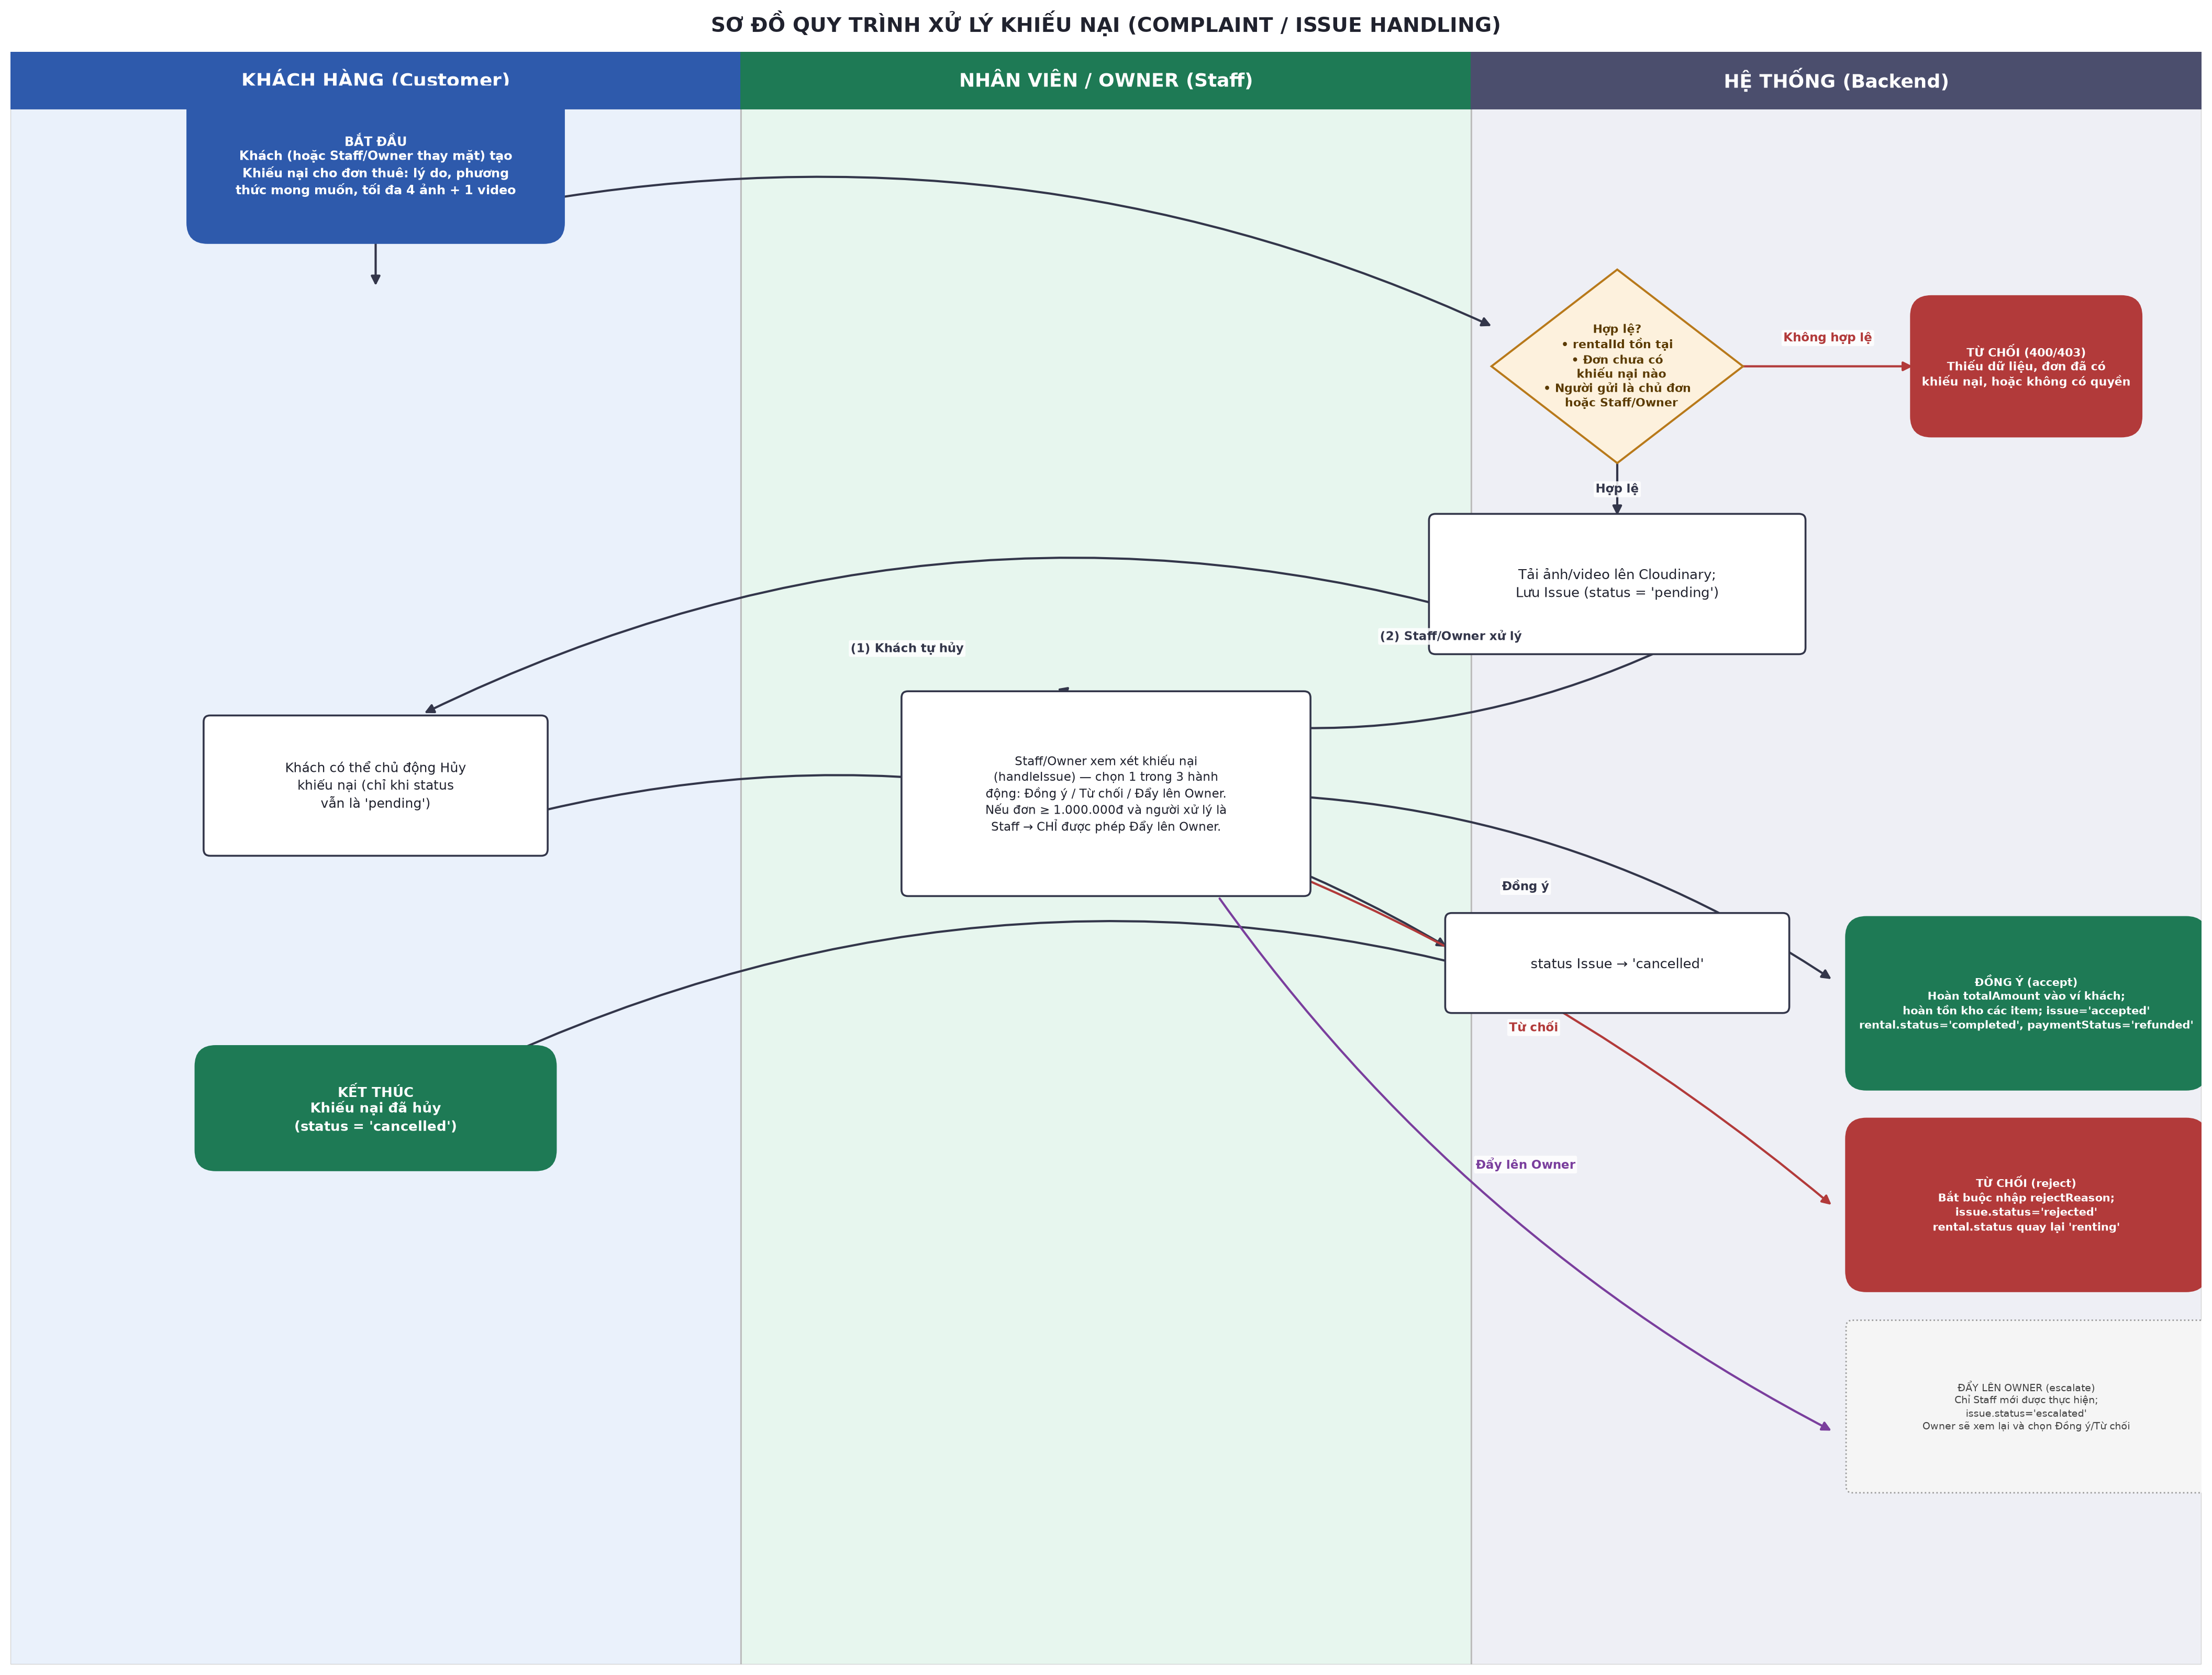 SƠ ĐỒ QUY TRÌNH XỬ LÝ KHIẾU NẠI (COMPLAINT / ISSUE HANDLING)
KHÁCH HÀNG (Customer)
NHÂN VIÊN / OWNER (Staff)
HỆ THỐNG (Backend)
BẮT ĐẦU
Khách (hoặc Staff/Owner thay mặt) tạo
Khiếu nại cho đơn thuê: lý do, phương
thức mong muốn, tối đa 4 ảnh + 1 video
Hợp lệ?
• rentalId tồn tại
• Đơn chưa có
khiếu nại nào
• Người gửi là chủ đơn
hoặc Staff/Owner
Không hợp lệ
TỪ CHỐI (400/403)
Thiếu dữ liệu, đơn đã có
khiếu nại, hoặc không có quyền
Hợp lệ
Tải ảnh/video lên Cloudinary;
Lưu Issue (status = 'pending')
(1) Khách tự hủy
(2) Staff/Owner xử lý
Khách có thể chủ động Hủy
khiếu nại (chỉ khi status
vẫn là 'pending')
Staff/Owner xem xét khiếu nại
(handleIssue) — chọn 1 trong 3 hành
động: Đồng ý / Từ chối / Đẩy lên Owner.
Nếu đơn ≥ 1.000.000đ và người xử lý là
Staff → CHỈ được phép Đẩy lên Owner.
Đồng ý
status Issue → 'cancelled'
Từ chối
ĐỒNG Ý (accept)
Hoàn totalAmount vào ví khách;
hoàn tồn kho các item; issue='accepted'
rental.status='completed', paymentStatus='refunded'
KẾT THÚC
Khiếu nại đã hủy
(status = 'cancelled')
Đẩy lên Owner
TỪ CHỐI (reject)
Bắt buộc nhập rejectReason;
issue.status='rejected'
rental.status quay lại 'renting'
ĐẨY LÊN OWNER (escalate)
Chỉ Staff mới được thực hiện;
issue.status='escalated'
Owner sẽ xem lại và chọn Đồng ý/Từ chối